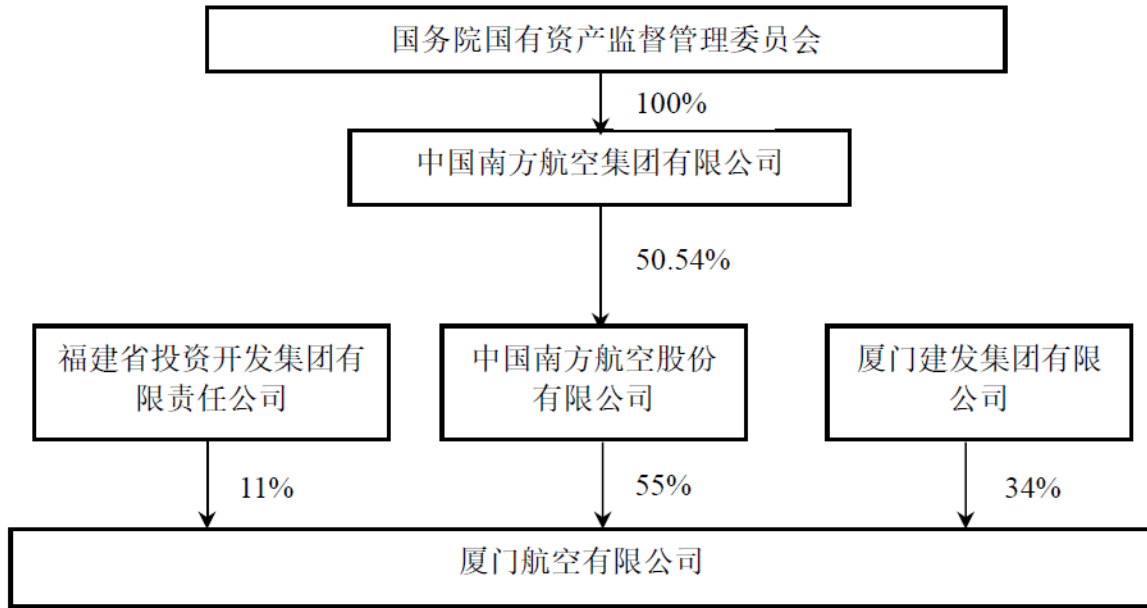 国务院国有资产监督管理委员会
100%
中国南方航空集团有限公司
50.54%
福建省投资开发集团有
限责任公司
中国南方航空股份
有限公司
厦门建发集团有限
公司
11%
55%
34%
厦门航空有限公司